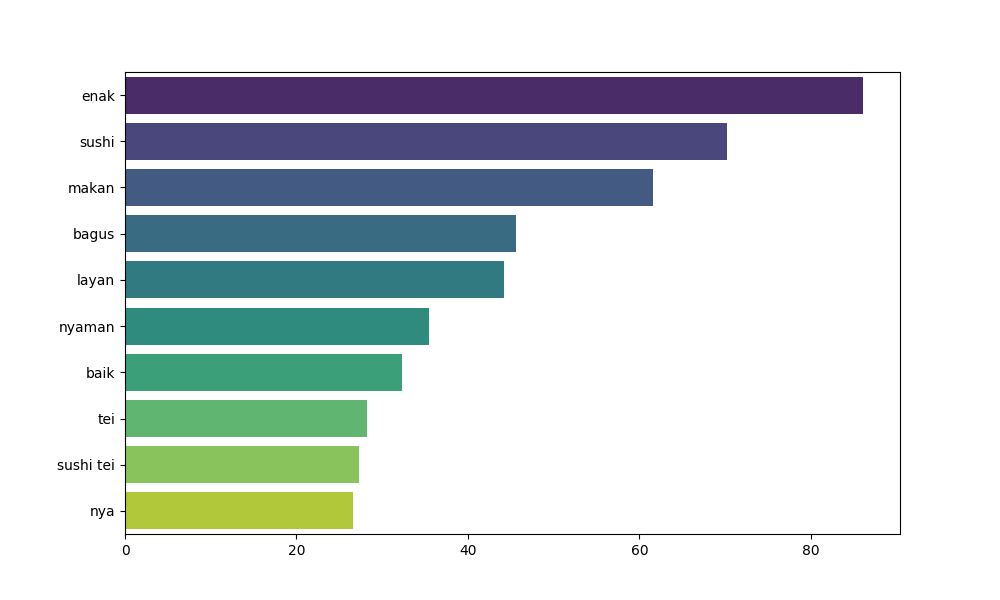 enak
sushi
makan
bagus
layan
nyaman
baik
tei
sushi tei
nya
0 20 40 60 80